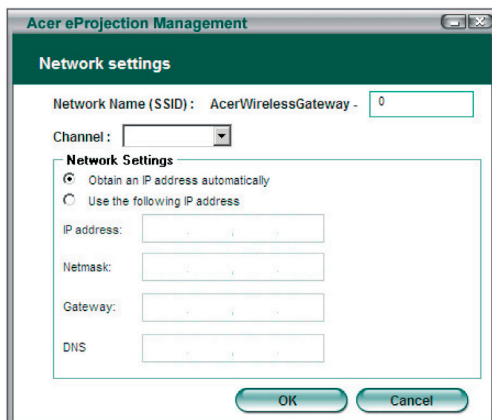 Acer eProjection Management
Network settings
Network Name (SSID) : AcerWirelessGateway - 0
Channel :
Network Settings
Obtain an IP address automatically
Use the following IP address
IP address:
Netmask:
Gateway:
DNS
OK Cancel